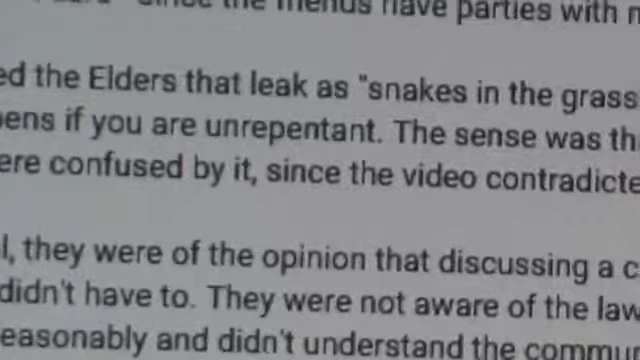 since the menus have parties with
ed the Elders that leak as "snakes in the grass
ens if you are unrepentant. The sense was th
ere confused by it, since the video contradicte
l, they were of the opinion that discussing a c
didn't have to. They were not aware of the law
easonably and didn't understand the commu